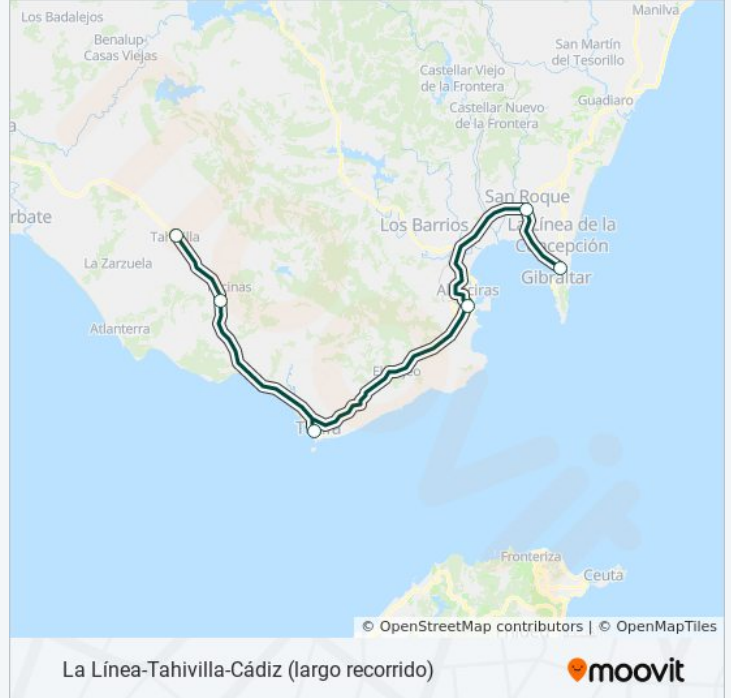 Manilva
Los Badalejos
Benalup-
Casas Viejas
San Martín
del Tesorillo
Castellar Viejo
de la Frontera
Guadiaro
Castellar Nuevo
de la Frontera
San Roque
Los Barrios
La Línea de la
Concepción
La Zarzuela
Gibraltar
Atlanterra
Fronteriza
Ceuta
© OpenStreetMap contributors | © OpenMapTiles
La Línea-Tahivilla-Cádiz (largo recorrido)
moovit